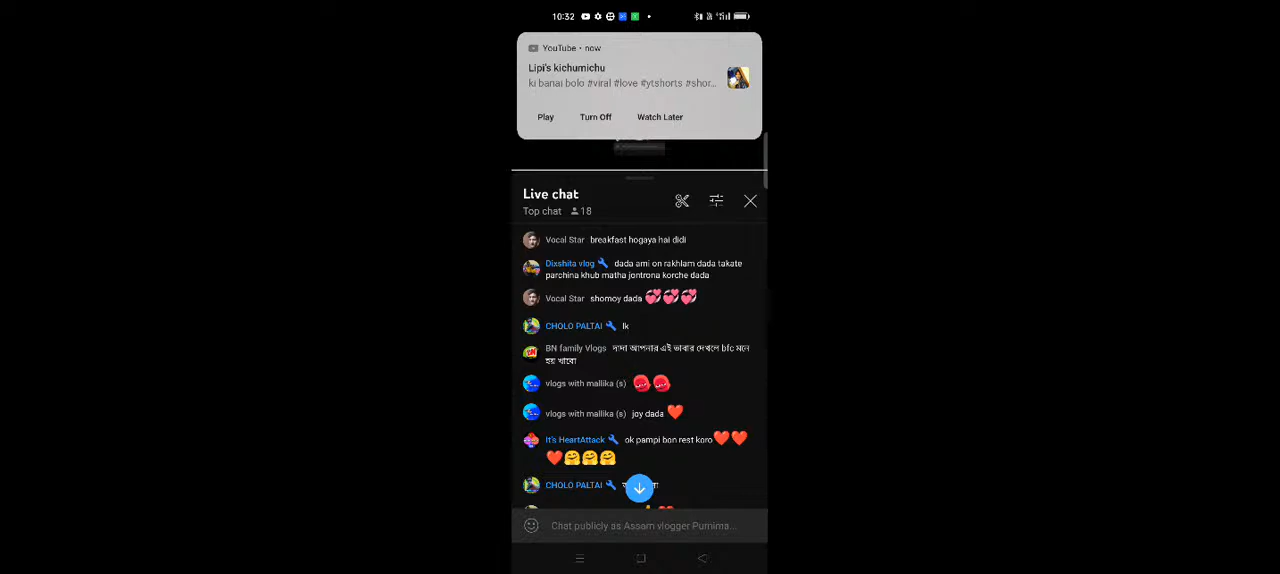 10:32
YouTube • now
Lipi's kichumichu
ki banai bolo #viral #love #ytshorts #shor...
Play Turn Off Watch Later
Live chat
Top chat 18
Vocal Star breakfast hogaya hai didi
Dixshita vlog dada ami on rakhlam dada takate
parchina khub matha jontrona korche dada
Vocal Star shomoy dada 💞💞💞
CHOLO PALTAI lk
BN family Vlogs দাদা আপনার এই ভাবার দেখলে bfc মনে
হয় খাবো
vlogs with mallika (s)
vlogs with mallika (s) joy dada ❤️
It's HeartAttack ok pampi bon rest koro ❤️❤️
❤️🤗🤗🤗
CHOLO PALTAI
Chat publicly as Assam vlogger Purnima...